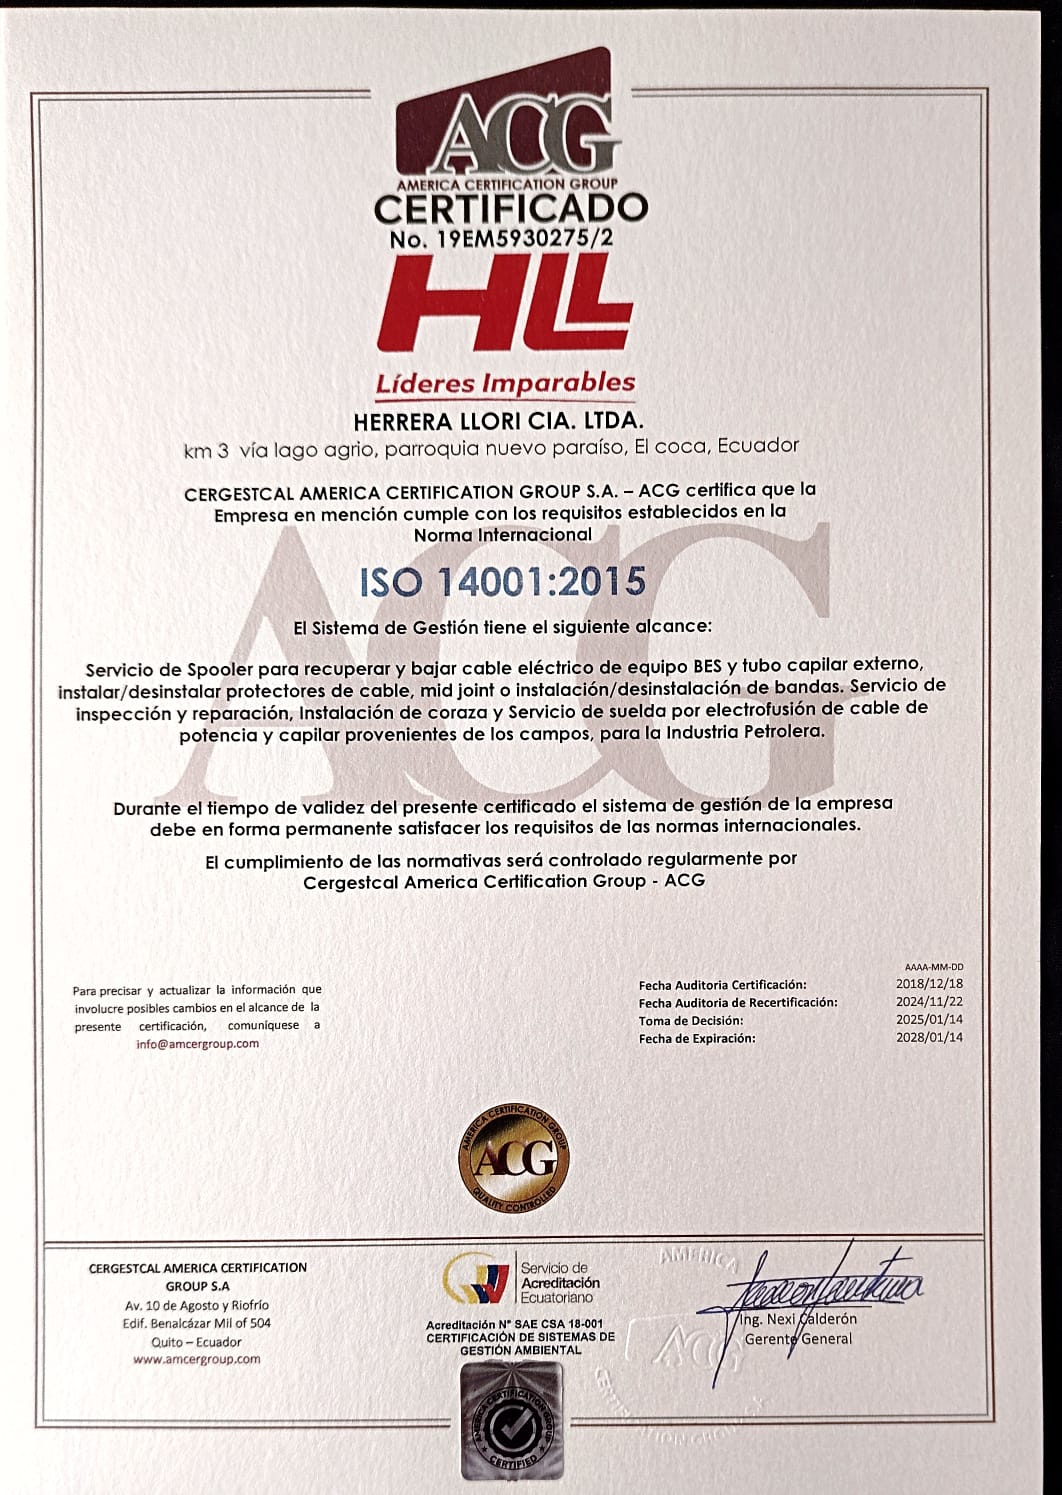 ACG
AMERICA CERTIFICATION GROUP
CERTIFICADO
No. 19EM5930275/2
HLL
Líderes Imparables
HERRERA LLORI CIA. LTDA.
km 3 vía lago agrio, parroquia nuevo paraíso, El coca, Ecuador
CERGESTCAL AMERICA CERTIFICATION GROUP S.A. – ACG certifica que la
Empresa en mención cumple con los requisitos establecidos en la
Norma Internacional
ISO 14001:2015
El Sistema de Gestión tiene el siguiente alcance:
Servicio de Spooler para recuperar y bajar cable eléctrico de equipo BES y tubo capilar externo,
instalar/desinstalar protectores de cable, mid joint o instalación/desinstalación de bandas. Servicio de
inspección y reparación, Instalación de coraza y Servicio de suelda por electrofusión de cable de
potencia y capilar provenientes de los campos, para la Industria Petrolera.
Durante el tiempo de validez del presente certificado el sistema de gestión de la empresa
debe en forma permanente satisfacer los requisitos de las normas internacionales.
El cumplimiento de las normativas será controlado regularmente por
Cergestcal America Certification Group - ACG
Para precisar y actualizar la información que
involucre posibles cambios en el alcance de la
presente certificación, comuníquese a
info@amcergroup.com
AAAA-MM-DD
Fecha Auditoria Certificación: 2018/12/18
Fecha Auditoria de Recertificación: 2024/11/22
Toma de Decisión: 2025/01/14
Fecha de Expiración: 2028/01/14
AMERICA CERTIFICATION GROUP
ACG
QUALITY CONTROLLED
CERGESTCAL AMERICA CERTIFICATION
GROUP S.A
Av. 10 de Agosto y Riofrío
Edif. Benalcázar Mil of 504
Quito – Ecuador
www.amcergroup.com
Servicio de
Acreditación
Ecuatoriano
Acreditación N° SAE CSA 18-001
CERTIFICACIÓN DE SISTEMAS DE
GESTIÓN AMBIENTAL
AMERICA CERTIFICATION GROUP
CERTIFIED
AMERICA
ACG
Ing. Nexi Calderón
Gerente General